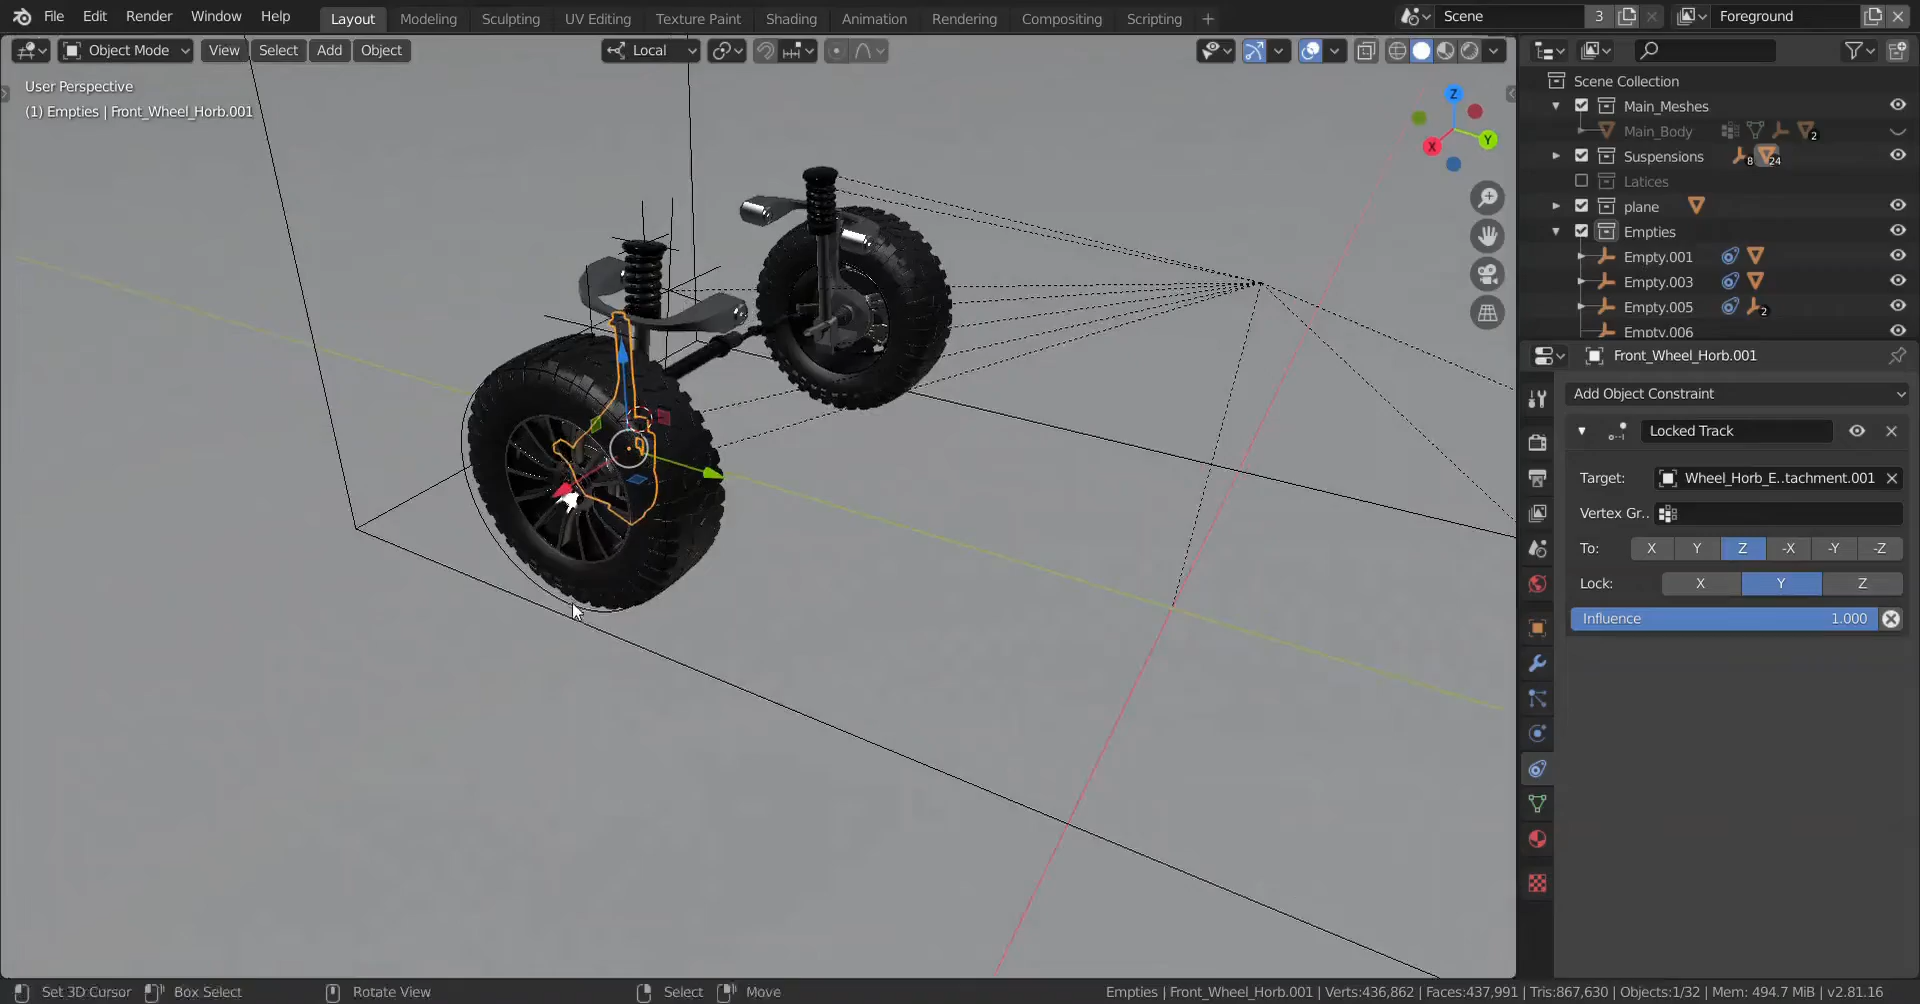 File Edit Render Window Help Layout Modeling Sculpting UV Editing Texture Paint Shading Animation Rendering Compositing Scripting + Scene 3 Foreground
Object Mode View Select Add Object Local
User Perspective
(1) Empties | Front_Wheel_Horb.001
Z
Y
X
Scene Collection
Main_Meshes
Main_Body 2
Suspensions 8 24
Latices
plane
Empties
Empty.001
Empty.003
Empty.005 2
Empty.006
Front_Wheel_Horb.001
Add Object Constraint
Locked Track
Target: Wheel_Horb_E..tachment.001
Vertex Gr..
To: X Y Z -X -Y -Z
Lock: X Y Z
Influence 1.000
Set 3D Cursor Box Select Rotate View Select Move Empties | Front_Wheel_Horb.001 | Verts:436,862 | Faces:437,991 | Tris:867,630 | Objects:1/32 | Mem: 494.7 MiB | v2.81.16